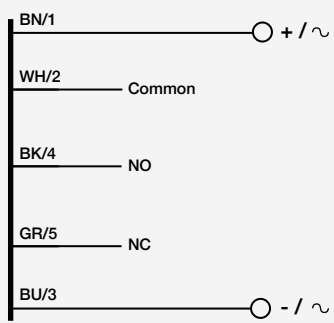 BN/1
+ / ∿
WH/2
Common
BK/4
NO
GR/5
NC
BU/3
- / ∿